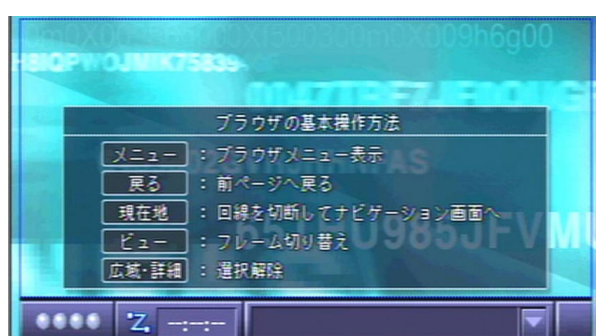 ブラウザの基本操作方法
メニュー : ブラウザメニュー表示
戻る : 前ページへ戻る
現在地 : 回線を切断してナビゲーション画面へ
ビュー : フレーム切り替え
広域・詳細 : 選択解除
Z --:--:--